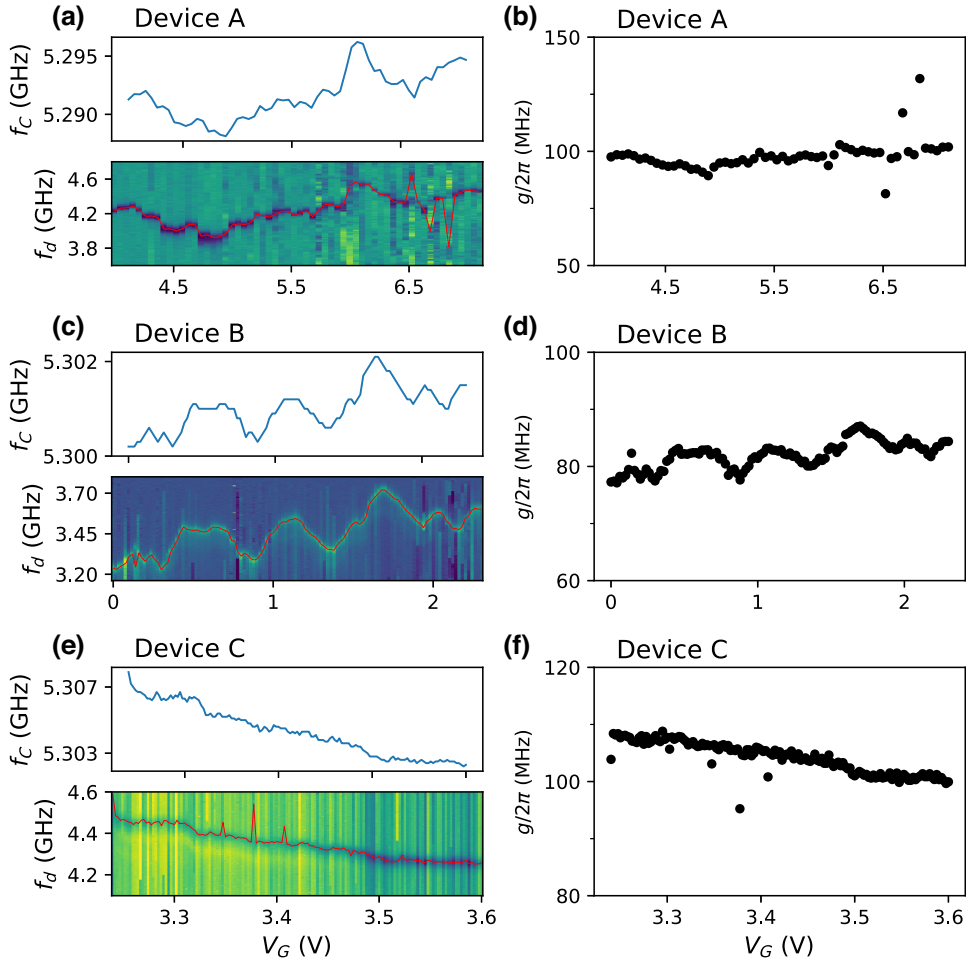 (a) Device A
f_C (GHz)
5.295
5.290
f_d (GHz)
4.6
4.2
3.8
4.5 5.5 6.5
(b)
g/2π (MHz)
150
100
50
4.5 5.5 6.5
(c) Device B
f_C (GHz)
5.302
5.300
f_d (GHz)
3.70
3.45
3.20
0 1 2
(d) Device B
g/2π (MHz)
100
80
60
0 1 2
(e) Device C
f_C (GHz)
5.307
5.303
f_d (GHz)
4.6
4.4
4.2
3.3 3.4 3.5 3.6
V_G (V)
(f) Device C
g/2π (MHz)
120
100
80
3.3 3.4 3.5 3.6
V_G (V)